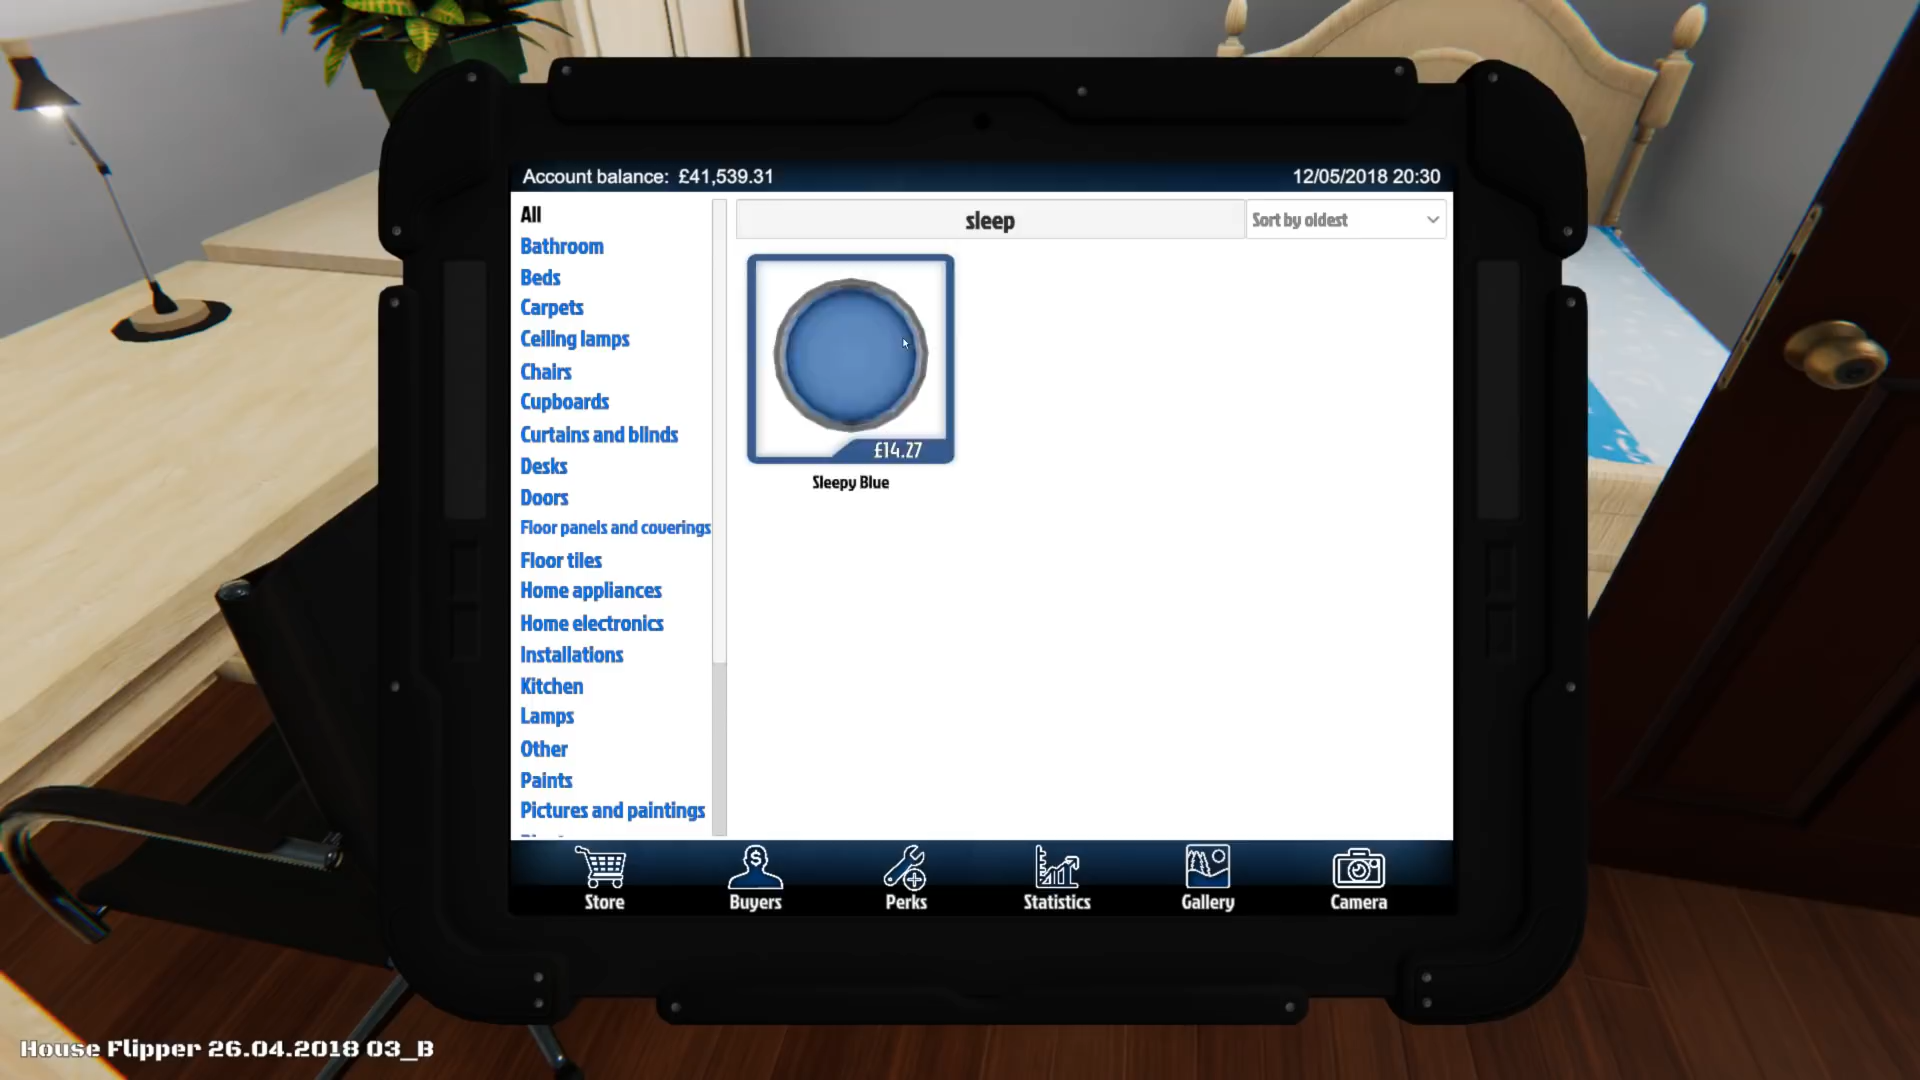 Account balance: £41,539.31
12/05/2018 20:30
All
Bathroom
Beds
Carpets
Ceiling lamps
Chairs
Cupboards
Curtains and blinds
Desks
Doors
Floor panels and coverings
Floor tiles
Home appliances
Home electronics
Installations
Kitchen
Lamps
Other
Paints
Pictures and paintings
sleep
Sort by oldest
£14.27
Sleepy Blue
Store
Buyers
Perks
Statistics
Gallery
Camera
House Flipper 26.04.2018 03_B